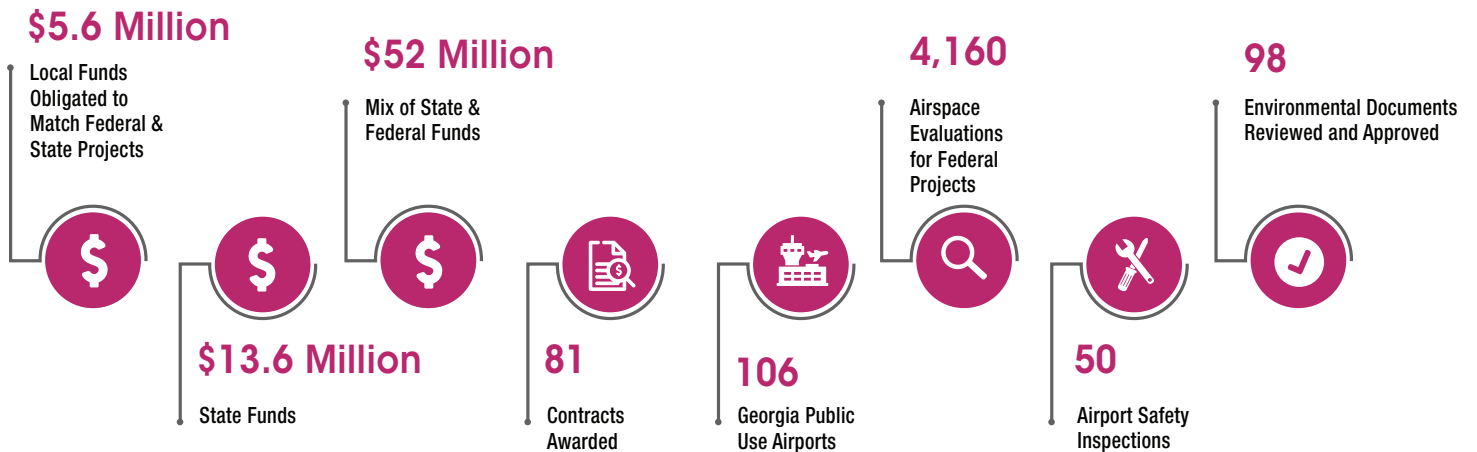 $5.6 Million
Local Funds
Obligated to
Match Federal &
State Projects
$13.6 Million
State Funds
$52 Million
Mix of State &
Federal Funds
81
Contracts
Awarded
106
Georgia Public
Use Airports
4,160
Airspace
Evaluations
for Federal
Projects
50
Airport Safety
Inspections
98
Environmental Documents
Reviewed and Approved